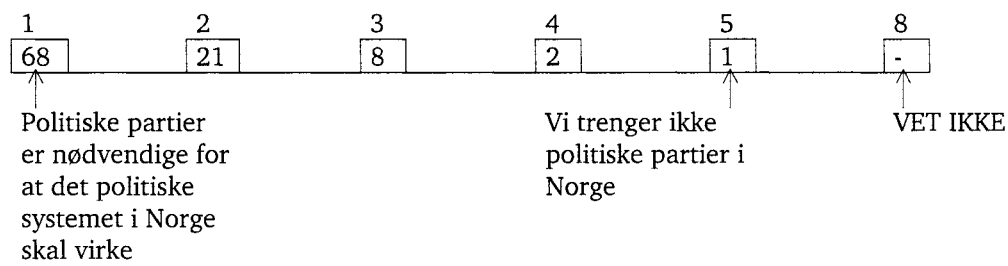 1 2 3 4 5 8
68 21 8 2 1 -
Politiske partier
er nødvendige for
at det politiske
systemet i Norge
skal virke
Vi trenger ikke
politiske partier i
Norge
VET IKKE